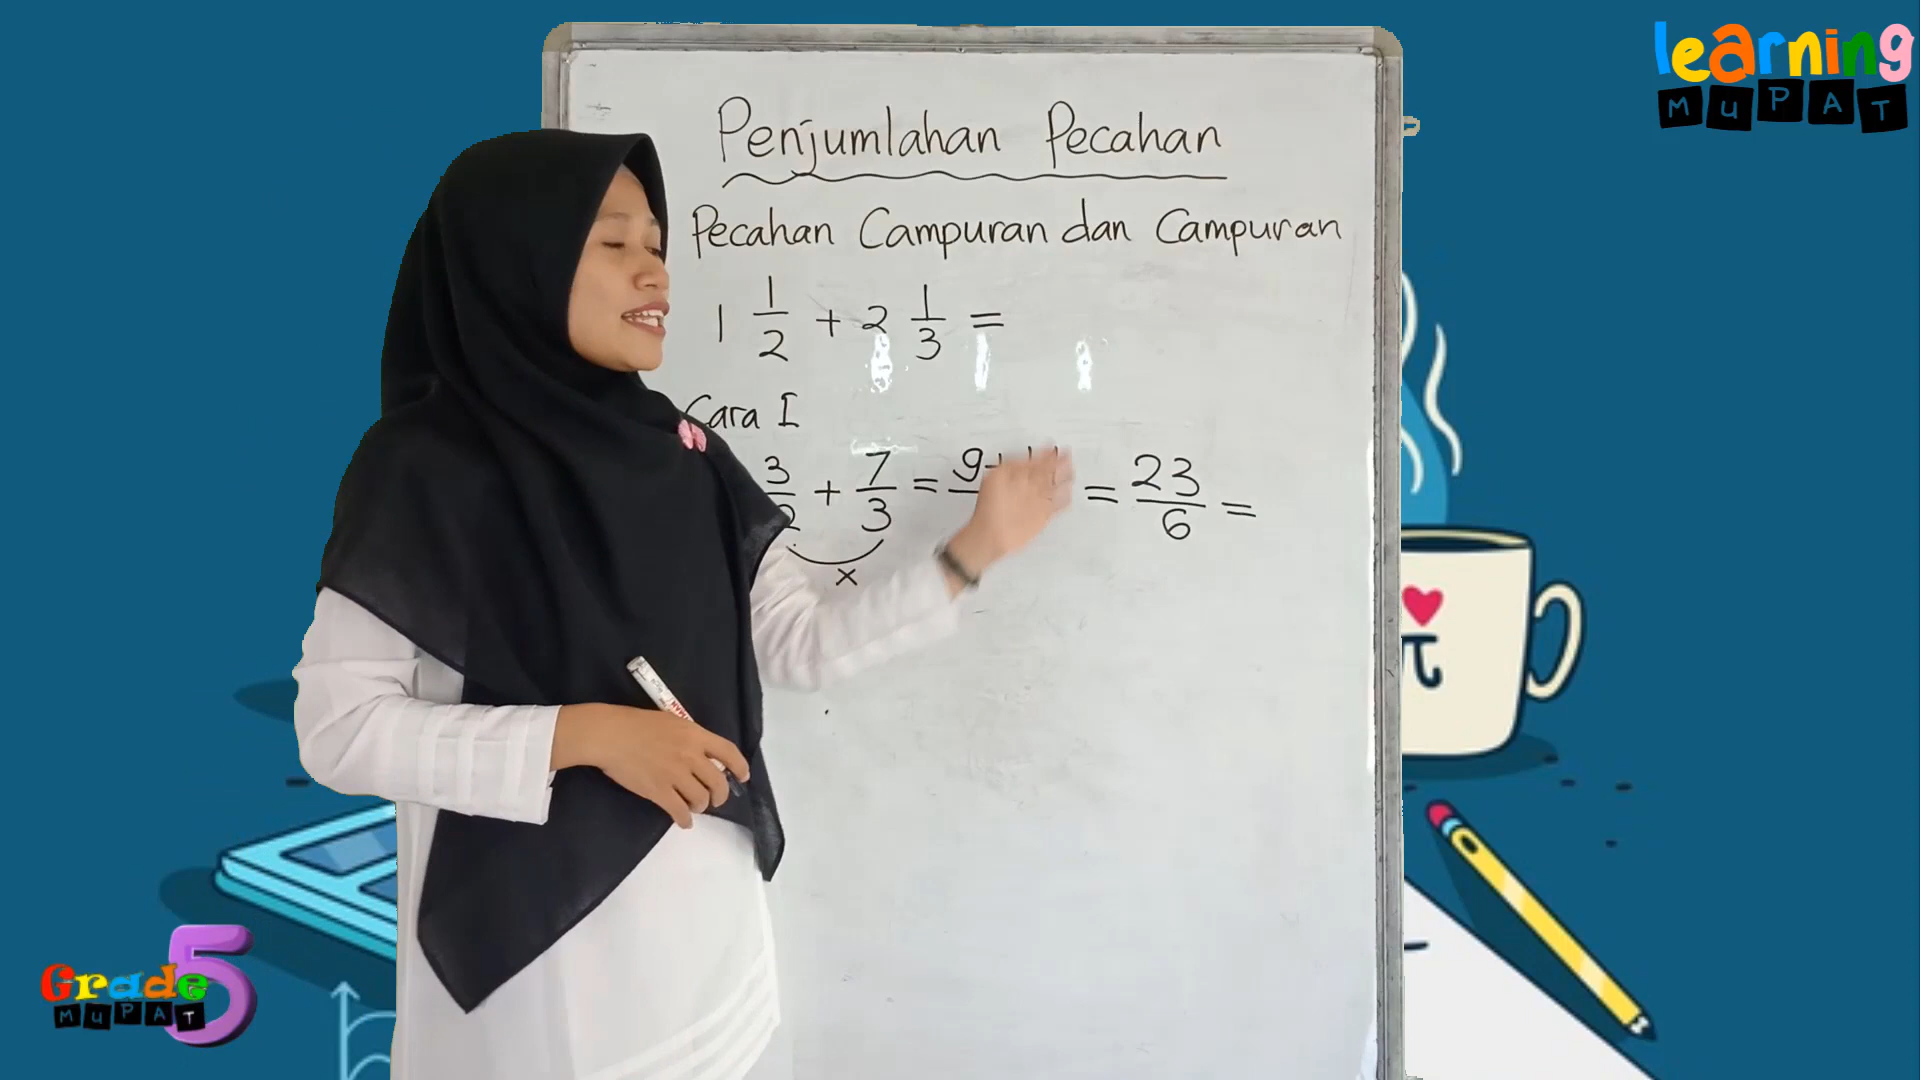 learning
MUPAT
Penjumlahan Pecahan
Pecahan Campuran dan Campuran
1 1/2 + 2 1/3 =
Cara I
3/2 + 7/3 = 9+ = 23/6 =
x
π
Grade 5
MUPAT